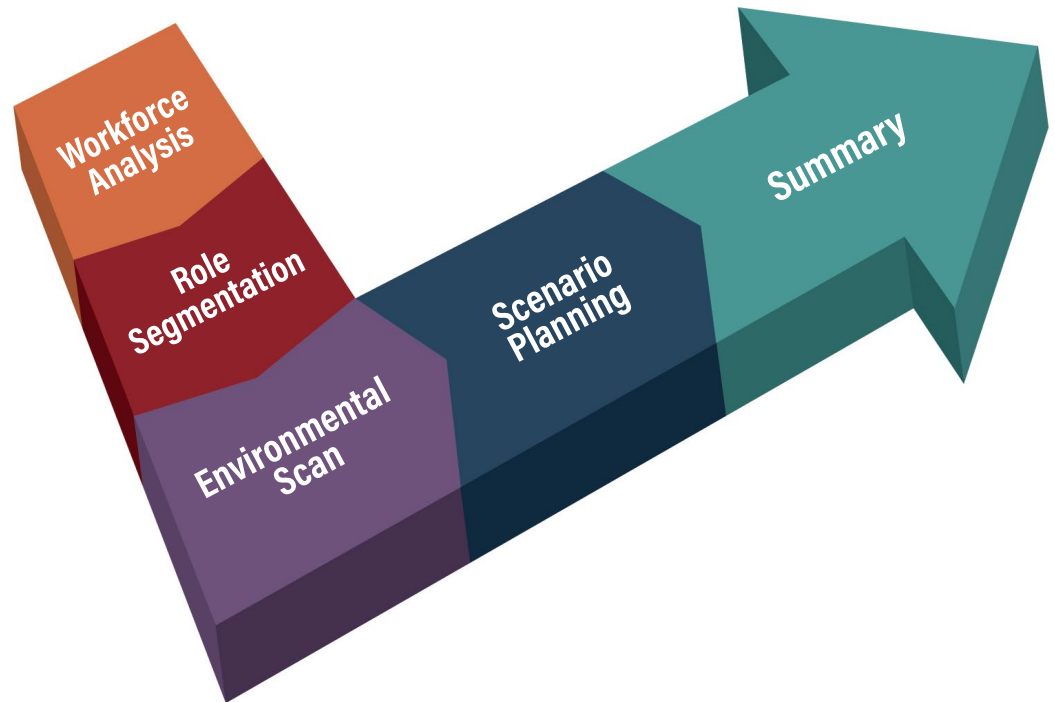 Workforce
Analysis
Role
Segmentation
Environmental
Scan
Scenario
Planning
Summary